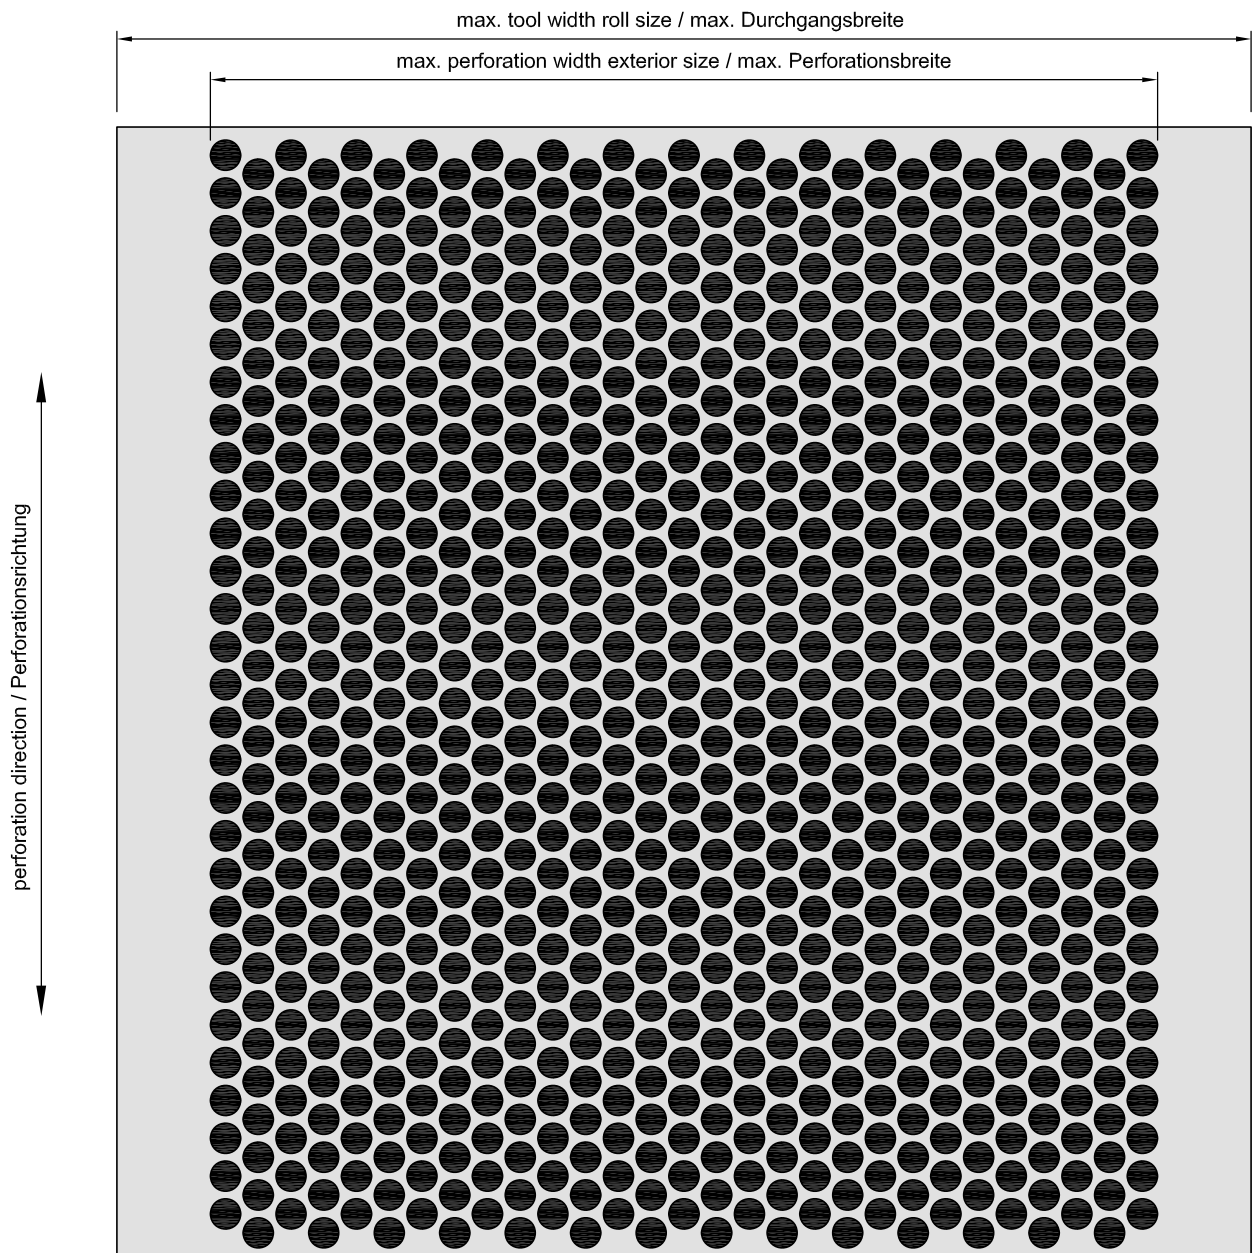 max. tool width roll size / max. Durchgangsbreite
max. perforation width exterior size / max. Perforationsbreite
perforation direction / Perforationsrichtung